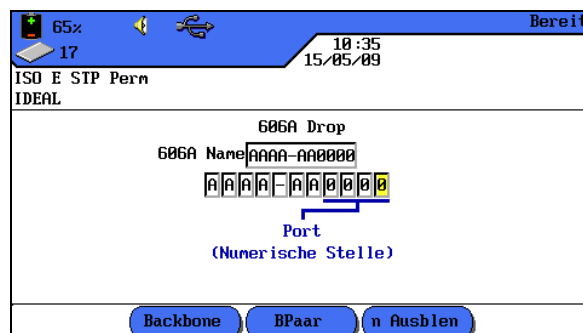 65% Bereit
17 10:35
15/05/09
ISO E STP Perm
IDEAL
606A Drop
606A Name AAAA-AA0000
AAAA-AA0000
Port
(Numerische Stelle)
Backbone BPaar n Ausblen